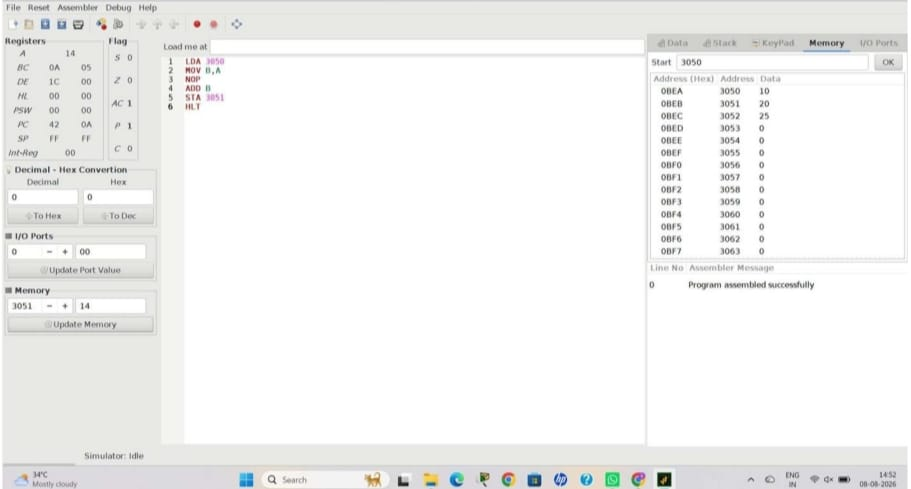 File Reset Assembler Debug Help
Registers
Flag
A 14
BC 0A 05
DE 1C 00
HL 00 00
PSW 00 00
PC 42 0A
SP FF FF
Int-Reg 00
S 0
Z 0
AC 1
P 1
C 0
Decimal - Hex Convertion
Decimal Hex
0 0
To Hex To Dec
I/O Ports
0 - + 00
Update Port Value
Memory
3051 - + 14
Update Memory
Simulator: Idle
Load me at
1 LDA 3050
2 MOV B,A
3 NOP
4 ADD B
5 STA 3051
6 HLT
Data Stack KeyPad Memory I/O Ports
Start 3050 OK
Address (Hex) Address Data
0BEA 3050 10
0BEB 3051 20
0BEC 3052 25
0BED 3053 0
0BEE 3054 0
0BEF 3055 0
0BF0 3056 0
0BF1 3057 0
0BF2 3058 0
0BF3 3059 0
0BF4 3060 0
0BF5 3061 0
0BF6 3062 0
0BF7 3063 0
Line No Assembler Message
0 Program assembled successfully
34°C
Mostly cloudy
Search
hp
ENG
IN
14:52
08-08-2026